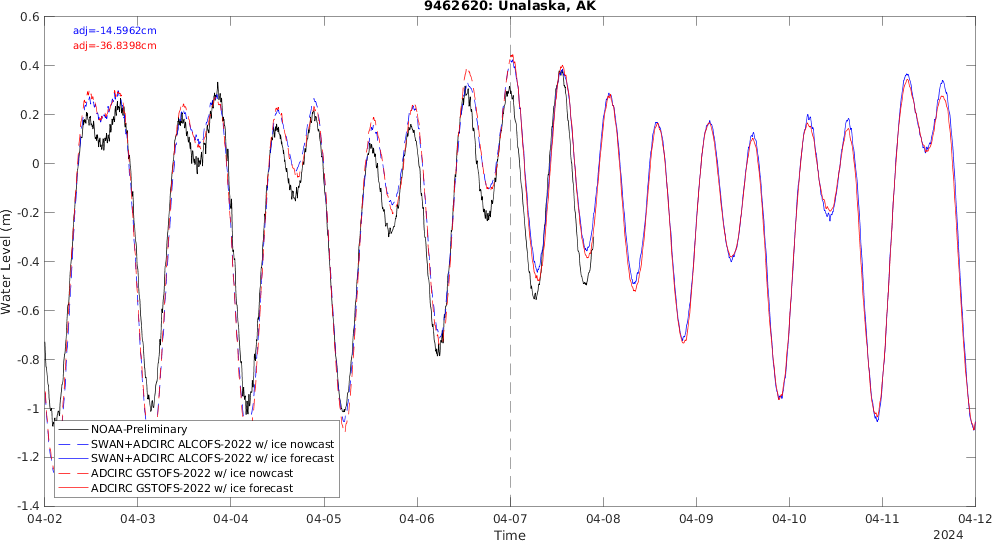 9462620: Unalaska, AK
adj=-14.5962cm
adj=-36.8398cm
0.6
0.4
0.2
0
-0.2
-0.4
-0.6
-0.8
-1
-1.2
-1.4
Water Level (m)
NOAA-Preliminary
SWAN+ADCIRC ALCOFS-2022 w/ ice nowcast
SWAN+ADCIRC ALCOFS-2022 w/ ice forecast
ADCIRC GSTOFS-2022 w/ ice nowcast
ADCIRC GSTOFS-2022 w/ ice forecast
04-02 04-03 04-04 04-05 04-06 04-07 04-08 04-09 04-10 04-11 04-12
Time
2024